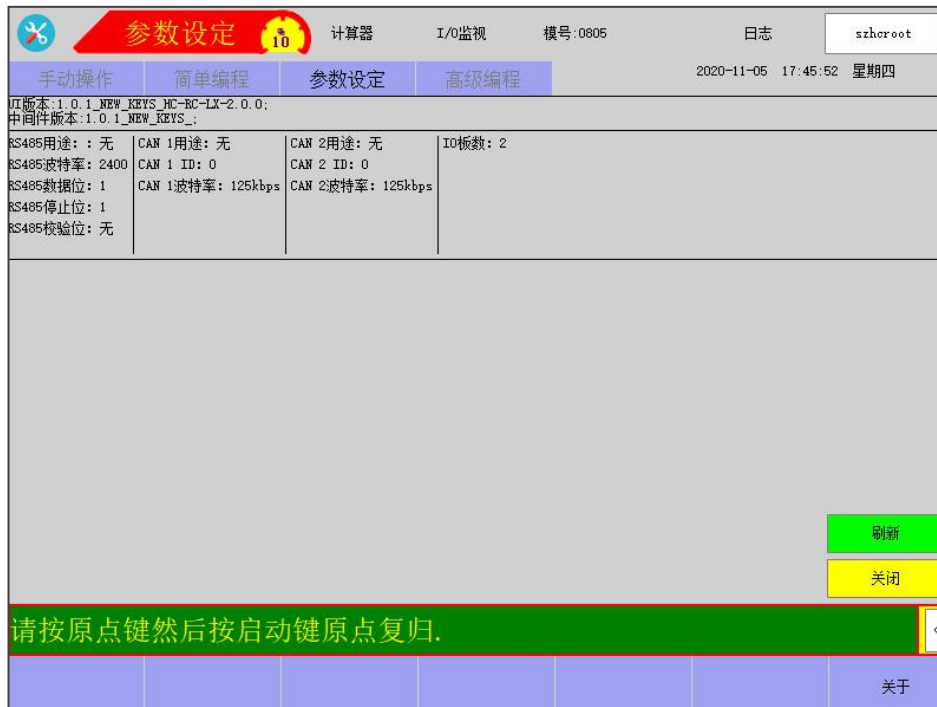 参数设定 10 计算器 I/O监视 模号:0805 日志 szhcroot
手动操作 简单编程 参数设定 高级编程 2020-11-05 17:45:52 星期四
UI版本:1.0.1_NEW_KEYS_HC-RC-LX-2.0.0;
中间件版本:1.0.1_NEW_KEYS_;
RS485用途: : 无 CAN 1用途: 无 CAN 2用途: 无 IO板数: 2
RS485波特率: 2400 CAN 1 ID: 0 CAN 2 ID: 0
RS485数据位: 1 CAN 1波特率: 125kbps CAN 2波特率: 125kbps
RS485停止位: 1
RS485校验位: 无
刷新
关闭
请按原点键然后按启动键原点复归.
关于